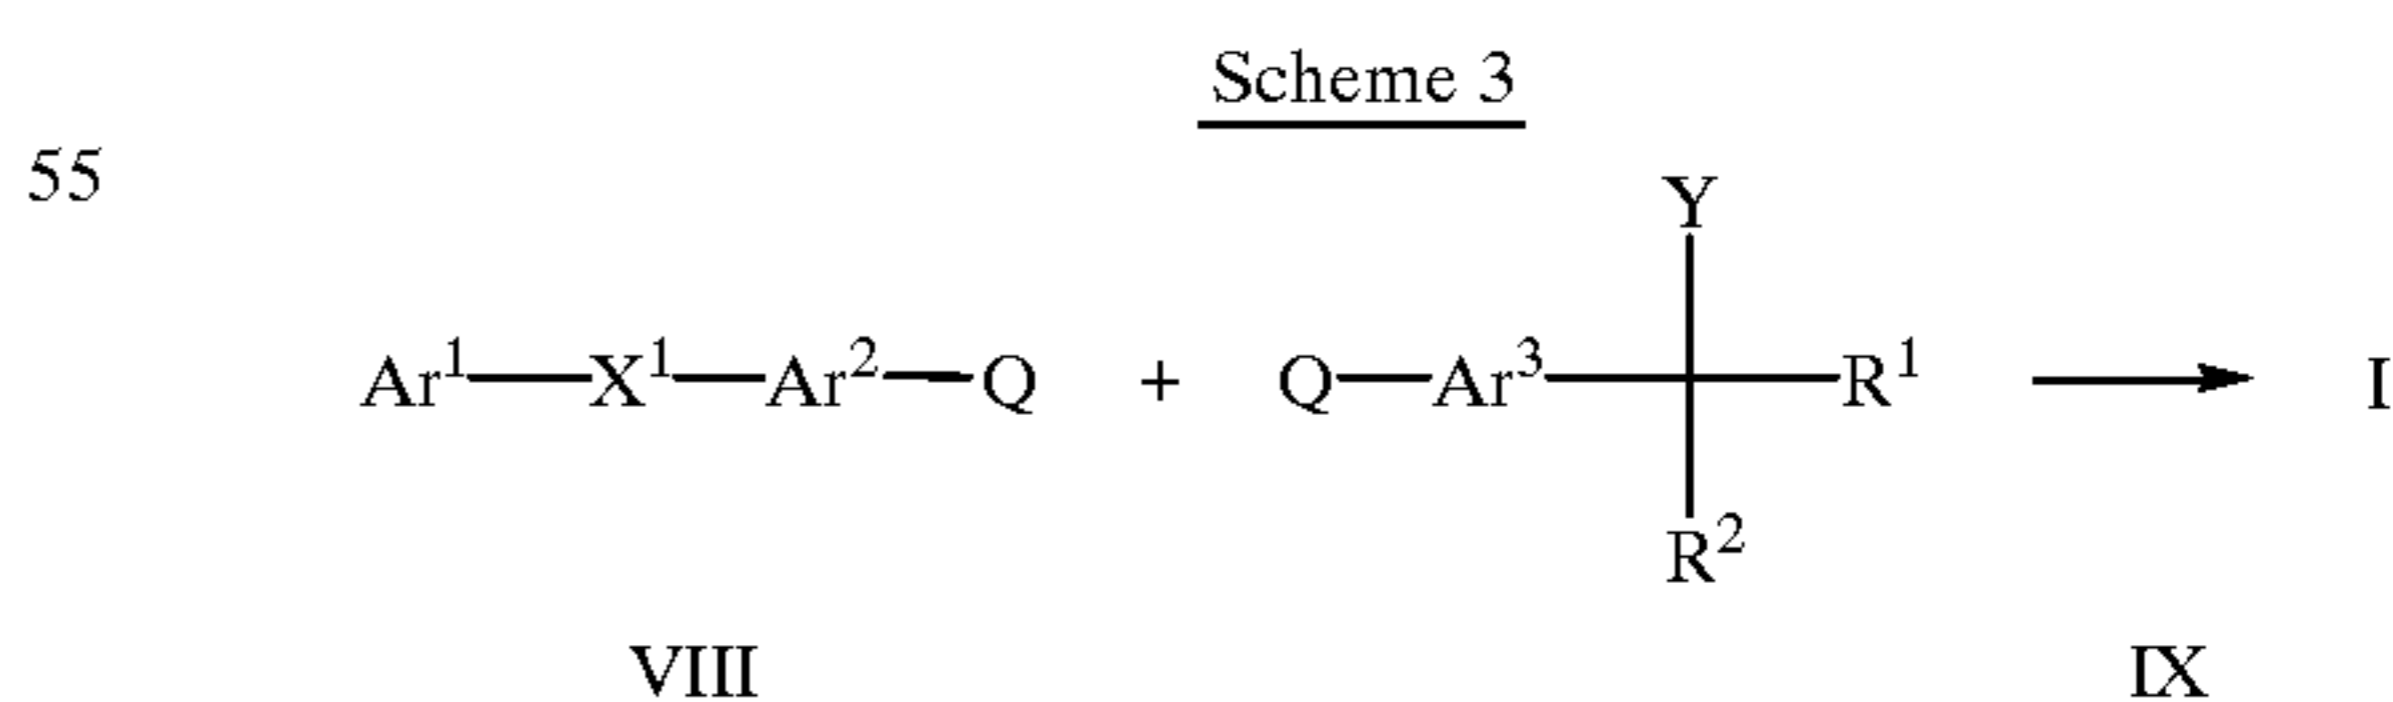 Scheme 3
55
Y
Ar¹—X¹—Ar²—Q + Q—Ar³ R¹ → I
R²
VIII IX